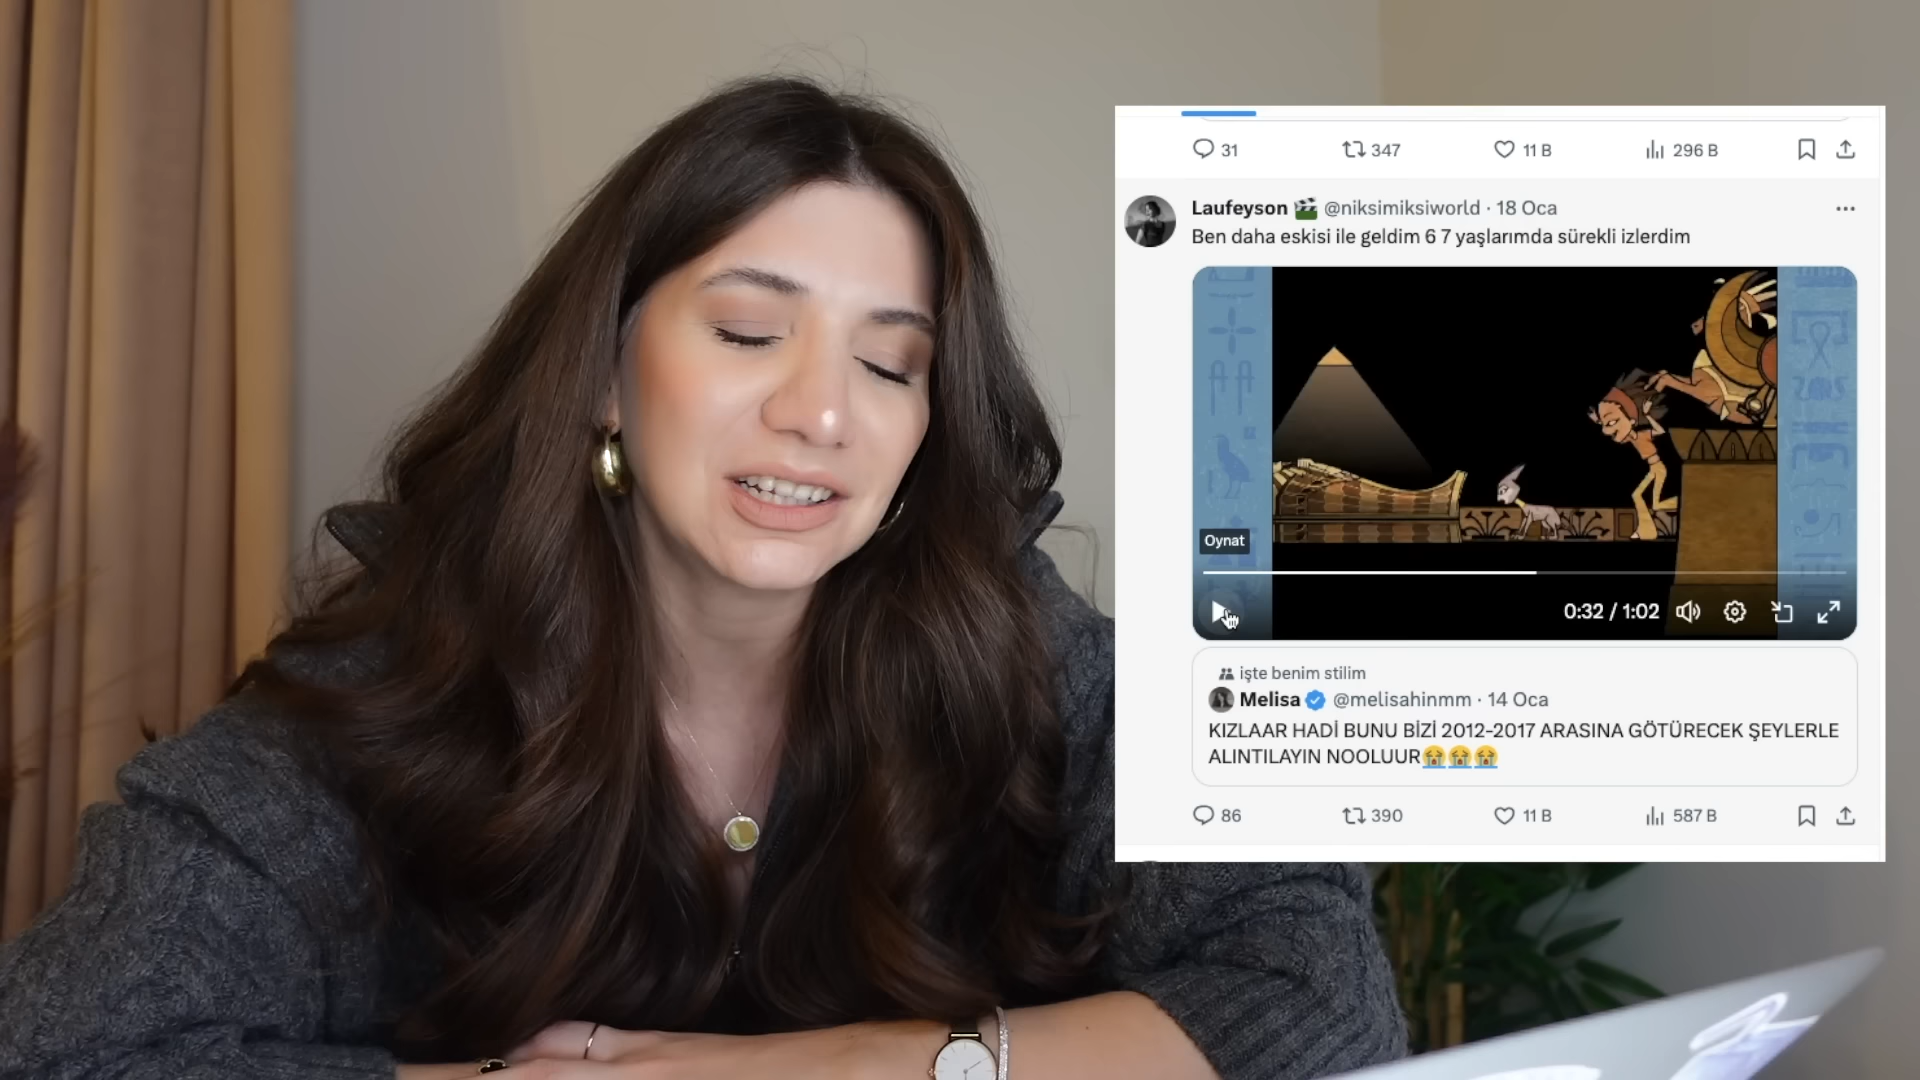 31 347 11 B 296 B
Laufeyson @niksimiksiworld · 18 Oca
Ben daha eskisi ile geldim 6 7 yaşlarımda sürekli izlerdim
Oynat
0:32 / 1:02
işte benim stilim
Melisa @melisahinmm · 14 Oca
KIZLAAR HADİ BUNU BİZİ 2012-2017 ARASINA GÖTÜRECEK ŞEYLERLE
ALINTILAYIN NOOLUUR😭😭😭
86 390 11 B 587 B